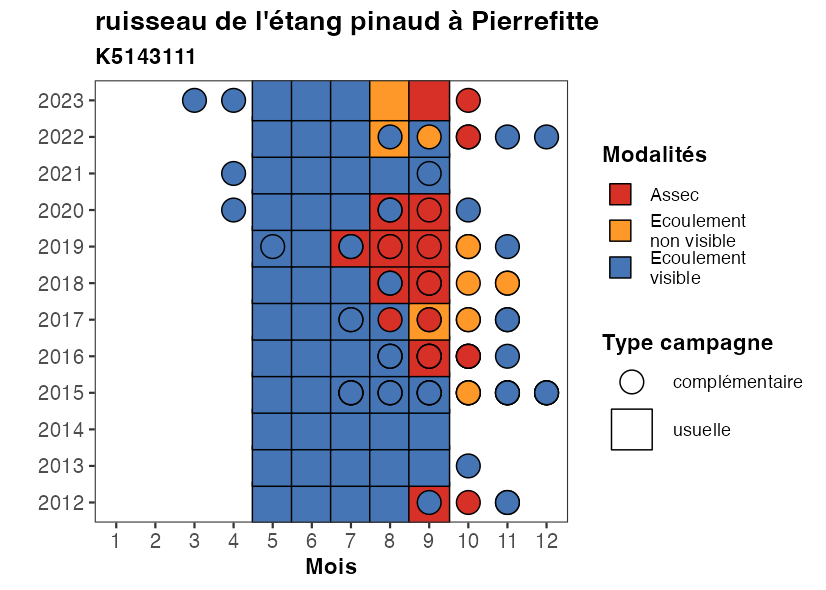 ruisseau de l'étang pinaud à Pierrefitte
K5143111
2023
2022
2021
2020
2019
2018
2017
2016
2015
2014
2013
2012
1 2 3 4 5 6 7 8 9 10 11 12
Mois
Modalités
Assec
Ecoulement
non visible
Ecoulement
visible
Type campagne
complémentaire
usuelle